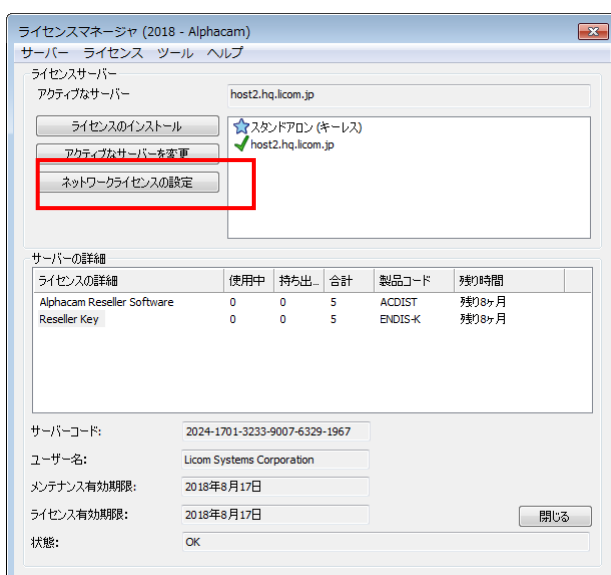 ライセンスマネージャ (2018 - Alphacam)
サーバー ライセンス ツール ヘルプ
ライセンスサーバー
アクティブなサーバー host2.hq.licom.jp
ライセンスのインストール
アクティブなサーバーを変更
ネットワークライセンスの設定
スタンドアロン (キーレス)
host2.hq.licom.jp
サーバーの詳細
ライセンスの詳細 使用中 持ち出... 合計 製品コード 残り時間
Alphacam Reseller Software 0 0 5 ACDIST 残り8ヶ月
Reseller Key 0 0 5 ENDIS-K 残り8ヶ月
サーバーコード: 2024-1701-3233-9007-6329-1967
ユーザー名: Licom Systems Corporation
メンテナンス有効期限: 2018年8月17日
ライセンス有効期限: 2018年8月17日
閉じる
状態: OK